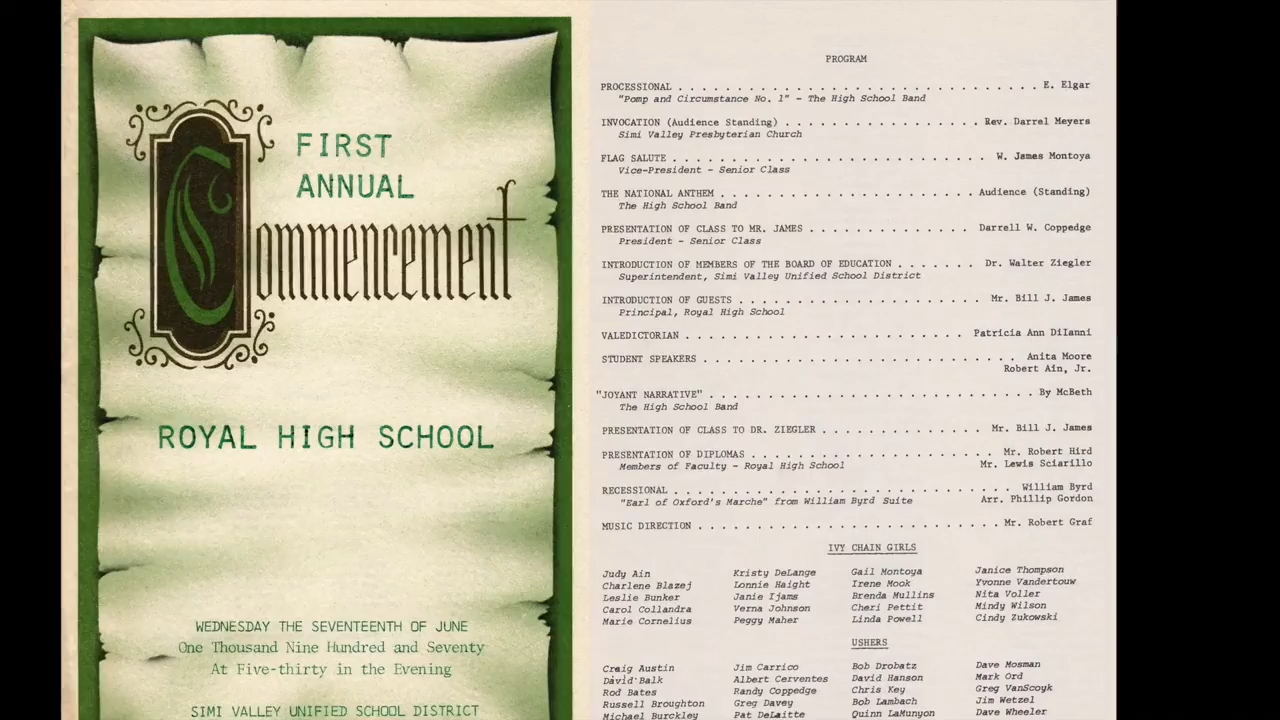 FIRST
ANNUAL
Commencement
ROYAL HIGH SCHOOL
WEDNESDAY THE SEVENTEENTH OF JUNE
One Thousand Nine Hundred and Seventy
At Five-thirty in the Evening
SIMI VALLEY UNIFIED SCHOOL DISTRICT
PROGRAM
PROCESSIONAL . . . . . . . . . . . . . . . . . . . . . . . . . . . . . . E. Elgar
"Pomp and Circumstance No. 1" - The High School Band
INVOCATION (Audience Standing) . . . . . . . . . . . . . . . . . Rev. Darrel Meyers
Simi Valley Presbyterian Church
FLAG SALUTE . . . . . . . . . . . . . . . . . . . . . . . . . . . W. James Montoya
Vice-President - Senior Class
THE NATIONAL ANTHEM . . . . . . . . . . . . . . . . . . . . . . Audience (Standing)
The High School Band
PRESENTATION OF CLASS TO MR. JAMES . . . . . . . . . . . . . . Darrell W. Coppedge
President - Senior Class
INTRODUCTION OF MEMBERS OF THE BOARD OF EDUCATION . . . . . . . Dr. Walter Ziegler
Superintendent, Simi Valley Unified School District
INTRODUCTION OF GUESTS . . . . . . . . . . . . . . . . . . . . . Mr. Bill J. James
Principal, Royal High School
VALEDICTORIAN . . . . . . . . . . . . . . . . . . . . . . . . Patricia Ann DiIanni
STUDENT SPEAKERS . . . . . . . . . . . . . . . . . . . . . . . . . . . Anita Moore
Robert Ain, Jr.
"JOYANT NARRATIVE" . . . . . . . . . . . . . . . . . . . . . . . . . . . By McBeth
The High School Band
PRESENTATION OF CLASS TO DR. ZIEGLER . . . . . . . . . . . . . . Mr. Bill J. James
PRESENTATION OF DIPLOMAS . . . . . . . . . . . . . . . . . . . . . Mr. Robert Hird
Members of Faculty - Royal High School Mr. Lewis Sciarillo
RECESSIONAL . . . . . . . . . . . . . . . . . . . . . . . . . . . . . William Byrd
"Earl of Oxford's Marche" from William Byrd Suite Arr. Phillip Gordon
MUSIC DIRECTION . . . . . . . . . . . . . . . . . . . . . . . . . . Mr. Robert Graf
IVY CHAIN GIRLS
Judy Ain Kristy DeLange Gail Montoya Janice Thompson
Charlene Blazej Lonnie Haight Irene Mook Yvonne Vandertouw
Leslie Bunker Janie Ijams Brenda Mullins Nita Voller
Carol Collandra Verna Johnson Cheri Pettit Mindy Wilson
Marie Cornelius Peggy Maher Linda Powell Cindy Zukowski
USHERS
Craig Austin Jim Carrico Bob Drobatz Dave Mosman
David Balk Albert Cerventes David Hanson Mark Ord
Rod Bates Randy Coppedge Chris Key Greg VanScoyk
Russell Broughton Greg Davey Bob Lambach Jim Wetzel
Michael Burckley Pat DeLaitte Quinn LaMunyon Dave Wheeler